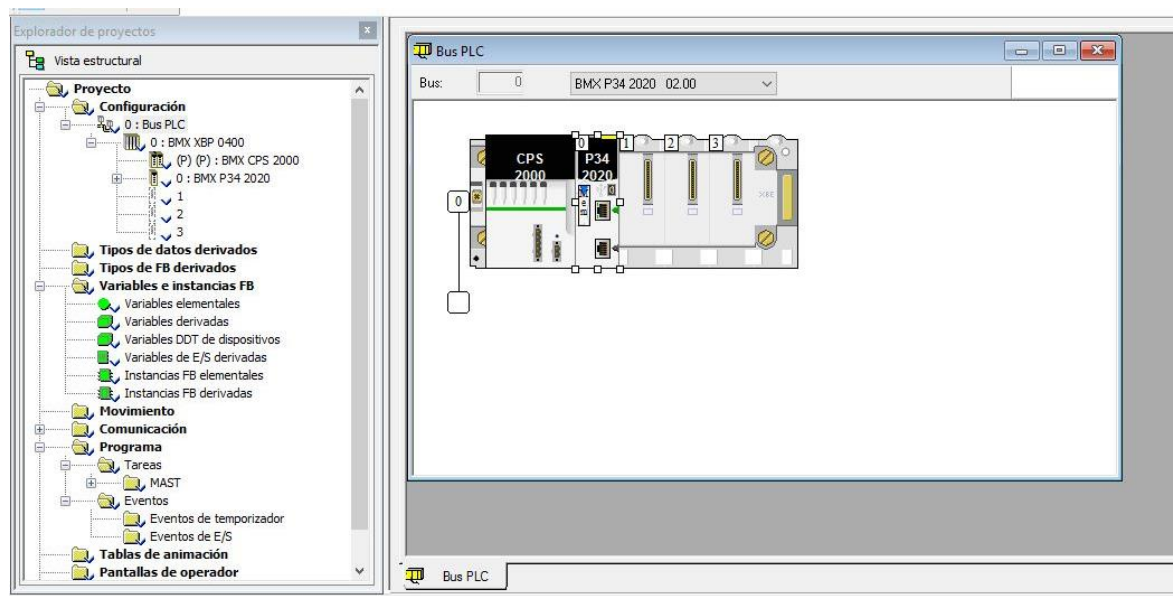 Explorador de proyectos
x
Vista estructural
Proyecto
Configuración
0 : Bus PLC
0 : BMX XBP 0400
(P) (P) : BMX CPS 2000
0 : BMX P34 2020
1
2
3
Tipos de datos derivados
Tipos de FB derivados
Variables e instancias FB
Variables elementales
Variables derivadas
Variables DDT de dispositivos
Variables de E/S derivadas
Instancias FB elementales
Instancias FB derivadas
Movimiento
Comunicación
Programa
Tareas
MAST
Eventos
Eventos de temporizador
Eventos de E/S
Tablas de animación
Pantallas de operador
Bus PLC
Bus: 0 BMX P34 2020 02.00
0 1 2 3
CPS P34
2000 2020
XBE
0
Bus PLC